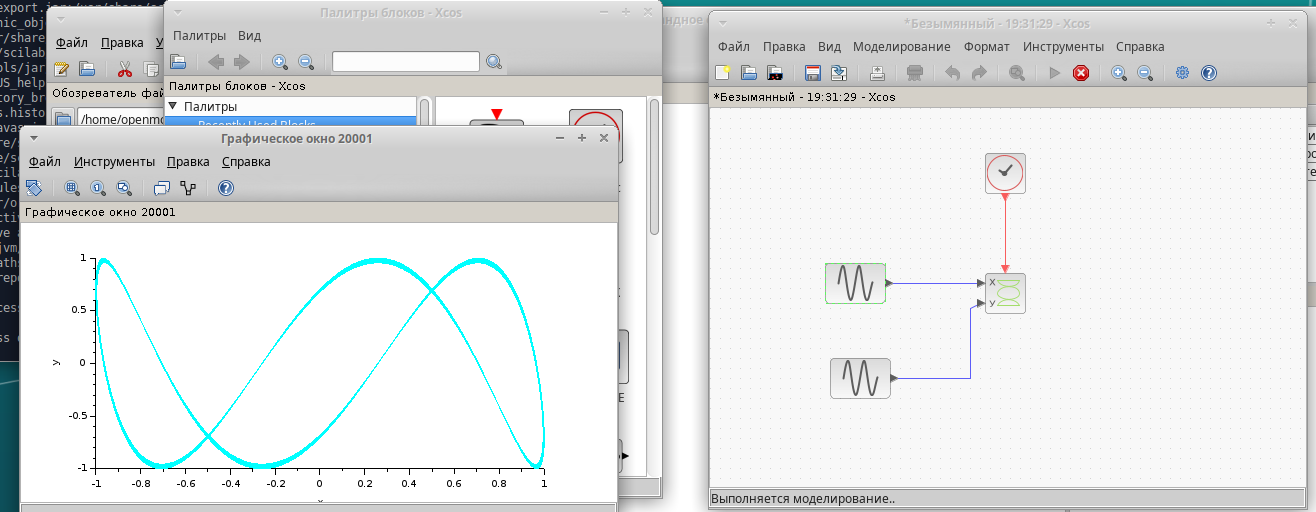 Палитры блоков - Xcos
Палитры Вид
Палитры блоков - Xcos
Палитры
Recently Used Blocks
Файл Правка
Обозреватель фай
/home/openmo
Графическое окно 20001
Файл Инструменты Правка Справка
Графическое окно 20001
1
0.5
0
-0.5
-1
y
-1 -0.8 -0.6 -0.4 -0.2 0 0.2 0.4 0.6 0.8 1
*Безымянный - 19:31:29 - Xcos
Файл Правка Вид Моделирование Формат Инструменты Справка
*Безымянный - 19:31:29 - Xcos
X
У
Выполняется моделирование..